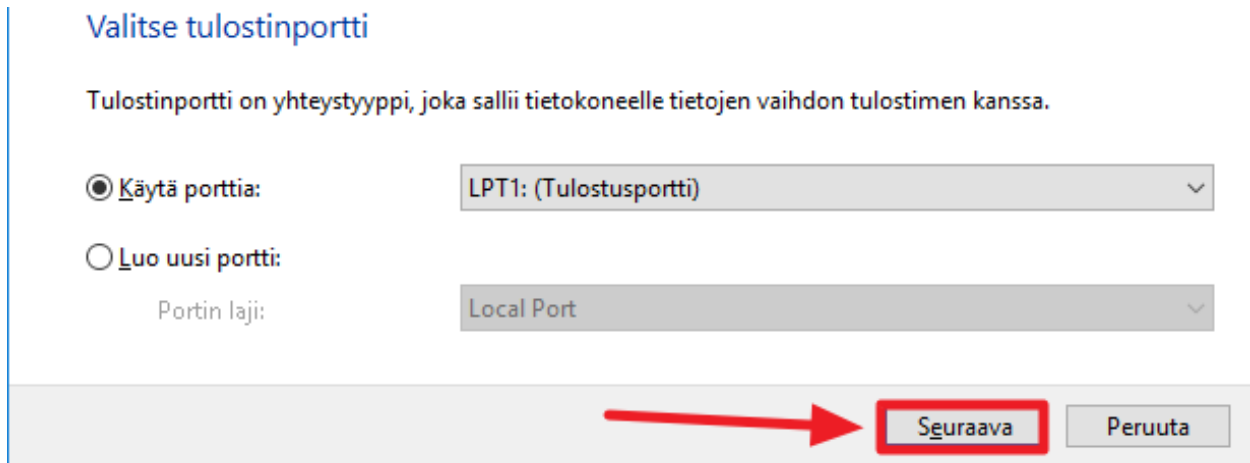 Valitse tulostinportti
Tulostinportti on yhteystyyppi, joka sallii tietokoneelle tietojen vaihdon tulostimen kanssa.
Käytä porttia: LPT1: (Tulostusportti)
Luo uusi portti:
Portin laji: Local Port
Seuraava Peruuta